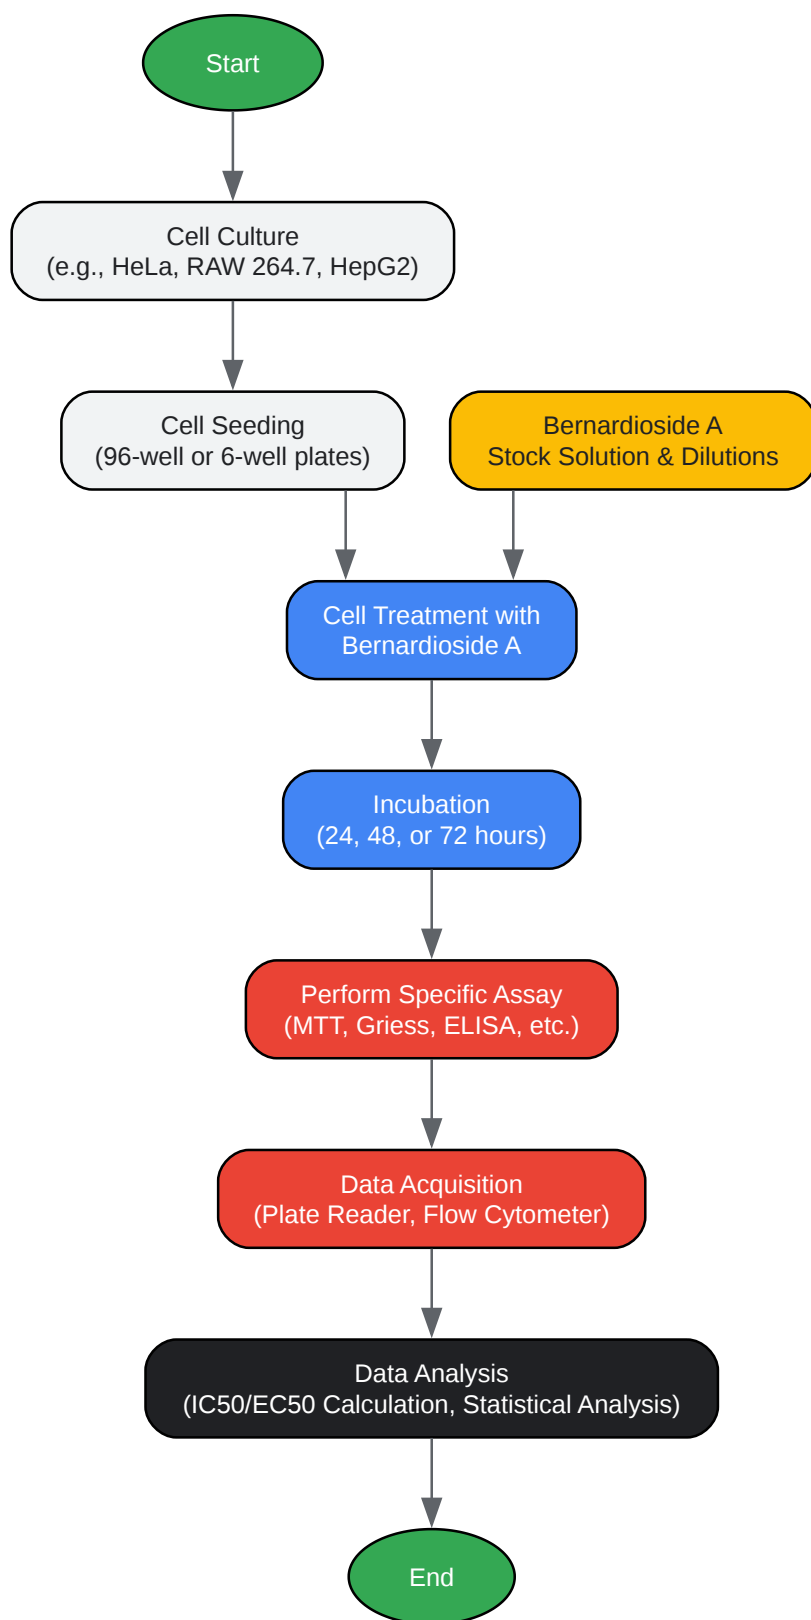 Start
Cell Culture
(e.g., HeLa, RAW 264.7, HepG2)
Cell Seeding
(96-well or 6-well plates)
Bernardioside A
Stock Solution & Dilutions
Cell Treatment with
Bernardioside A
Incubation
(24, 48, or 72 hours)
Perform Specific Assay
(MTT, Griess, ELISA, etc.)
Data Acquisition
(Plate Reader, Flow Cytometer)
Data Analysis
(IC50/EC50 Calculation, Statistical Analysis)
End